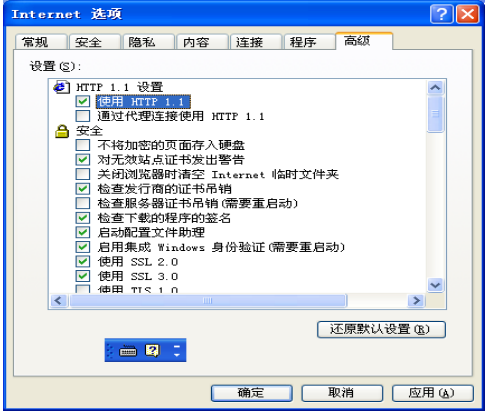 Internet 选项
常规 安全 隐私 内容 连接 程序 高级
设置(S):
HTTP 1.1 设置
使用 HTTP 1.1
通过代理连接使用 HTTP 1.1
安全
不将加密的页面存入硬盘
对无效站点证书发出警告
关闭浏览器时清空 Internet 临时文件夹
检查发行商的证书吊销
检查服务器证书吊销(需要重启动)
检查下载的程序的签名
启动配置文件助理
启用集成 Windows 身份验证(需要重启动)
使用 SSL 2.0
使用 SSL 3.0
使用 TLS 1.0
还原默认设置(R)
确定 取消 应用(A)